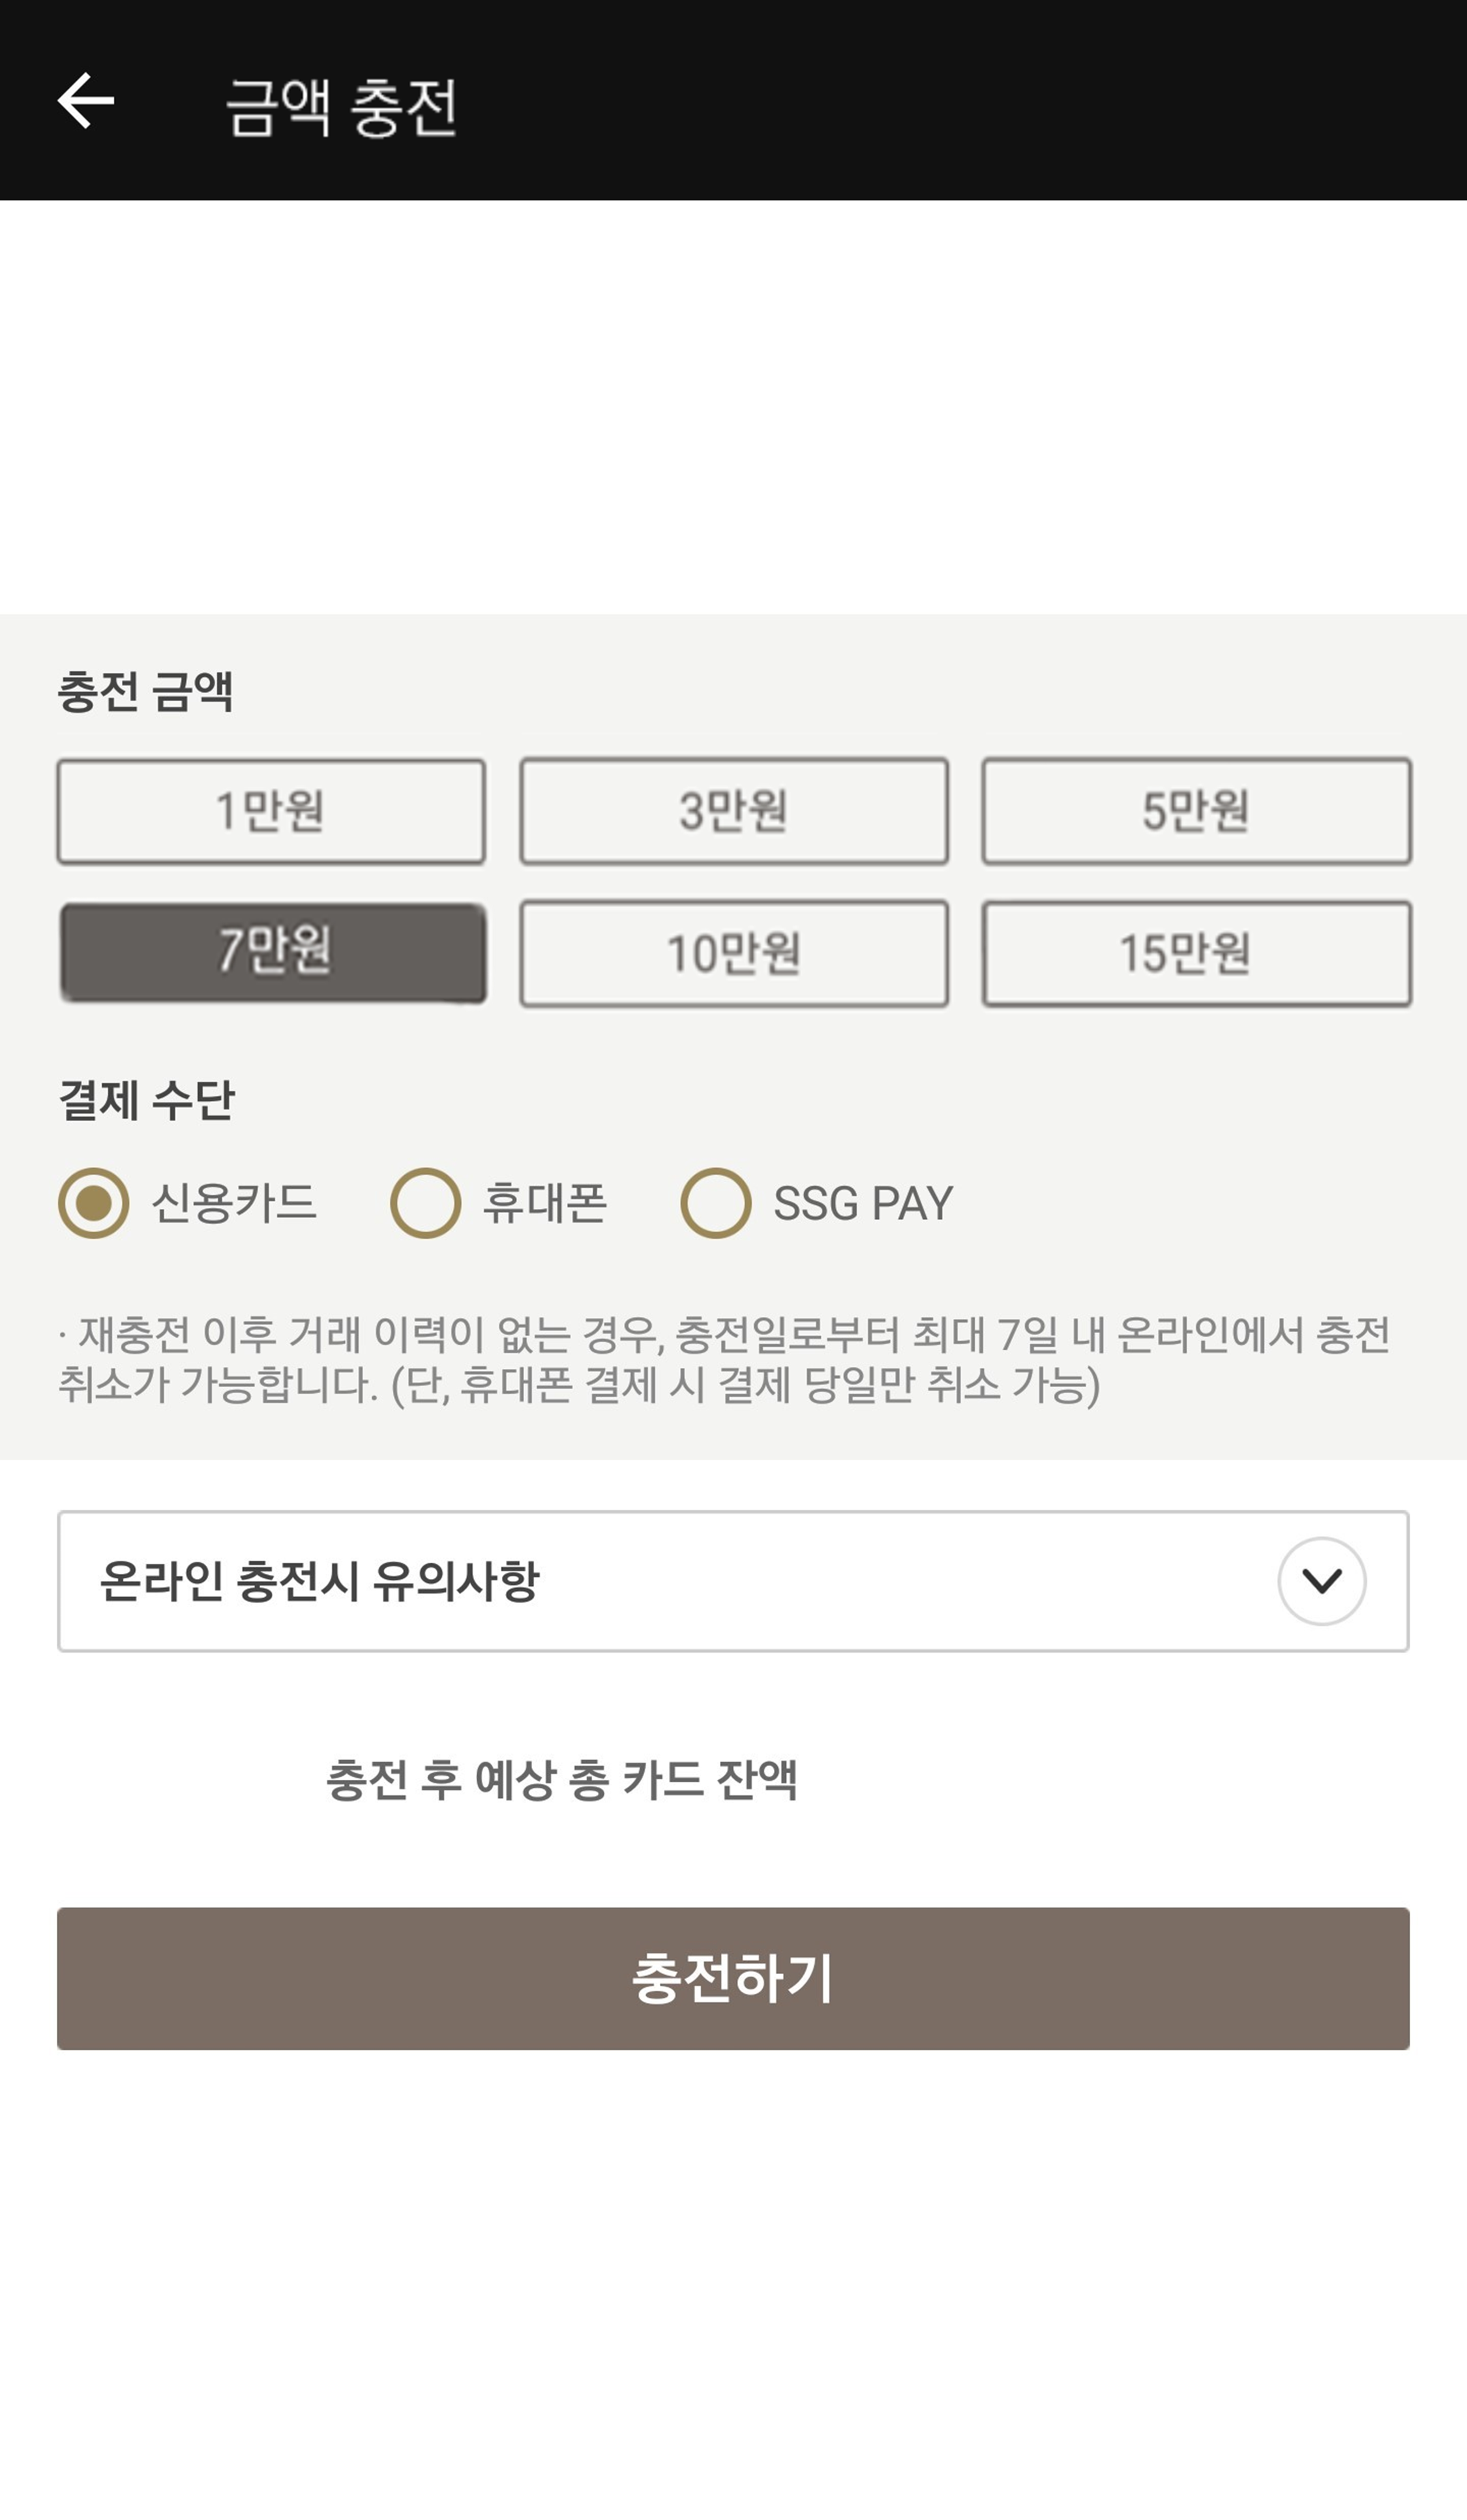 금액 충전
충전 금액
1만원 3만원 5만원
7만원 10만원 15만원
결제 수단
신용카드 휴대폰 SSG PAY
· 재충전 이후 거래 이력이 없는 경우, 충전일로부터 최대 7일 내 온라인에서 충전
취소가 가능합니다.(단,휴대폰 결제 시 결제 동일만 취소 가능)
온라인 충전시 유의사항
충전 후 예상 총 카드 잔액
충전하기